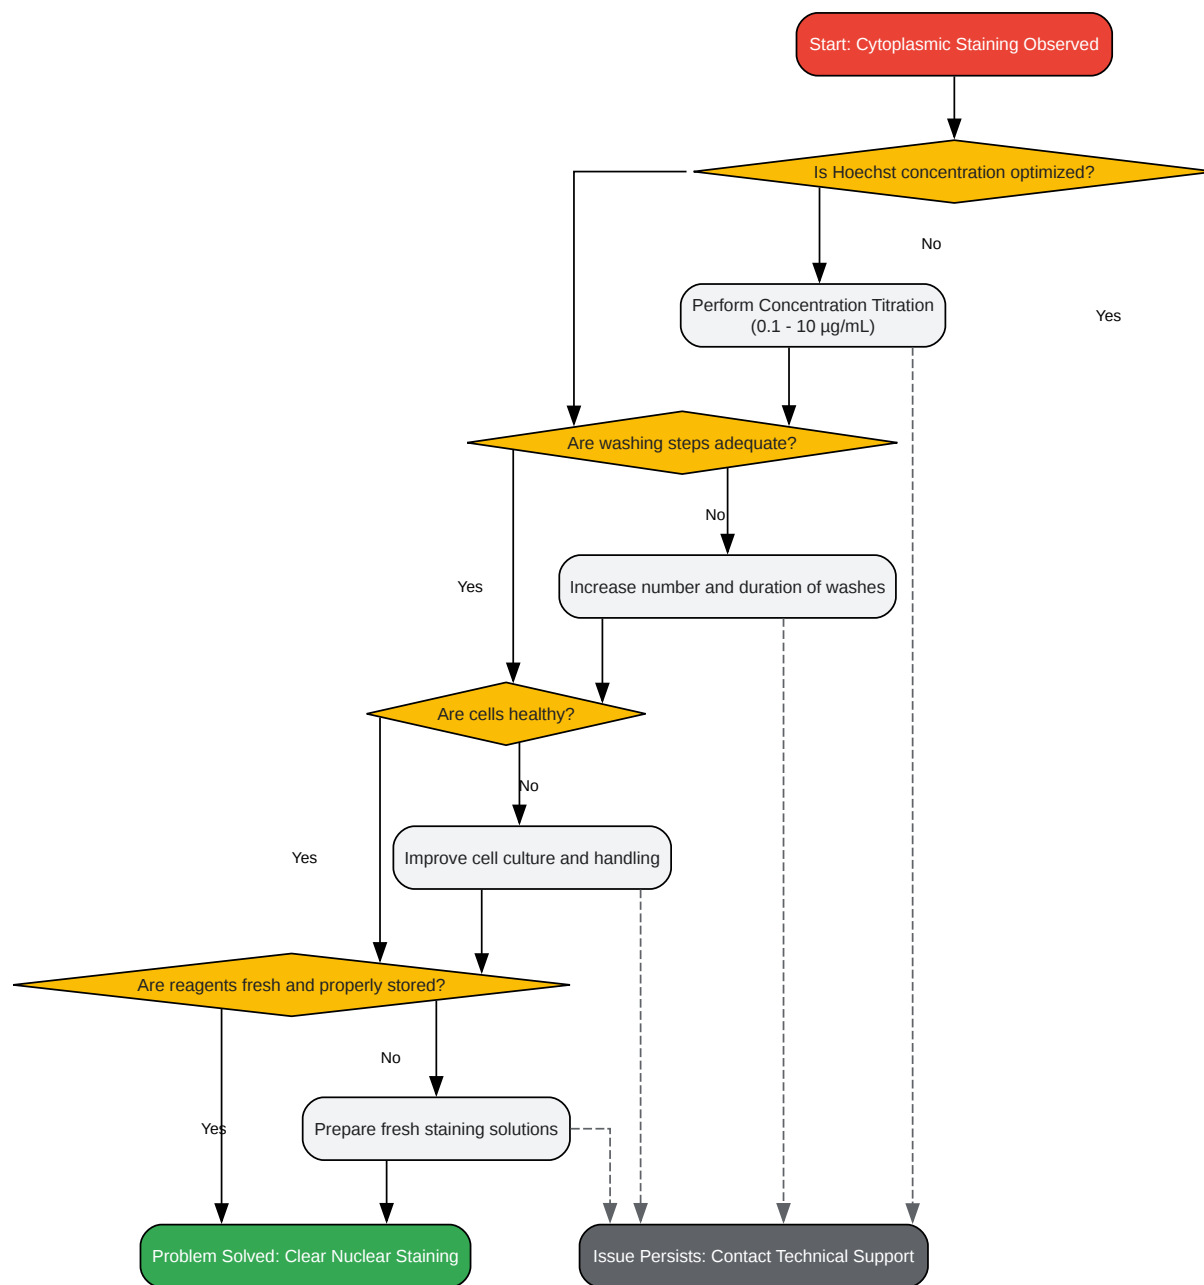 Start: Cytoplasmic Staining Observed
Is Hoechst concentration optimized?
No
Perform Concentration Titration
(0.1 - 10 µg/mL)
Yes
Are washing steps adequate?
No
Increase number and duration of washes
Yes
Are cells healthy?
No
Improve cell culture and handling
Yes
Are reagents fresh and properly stored?
No
Prepare fresh staining solutions
Yes
Problem Solved: Clear Nuclear Staining
Issue Persists: Contact Technical Support